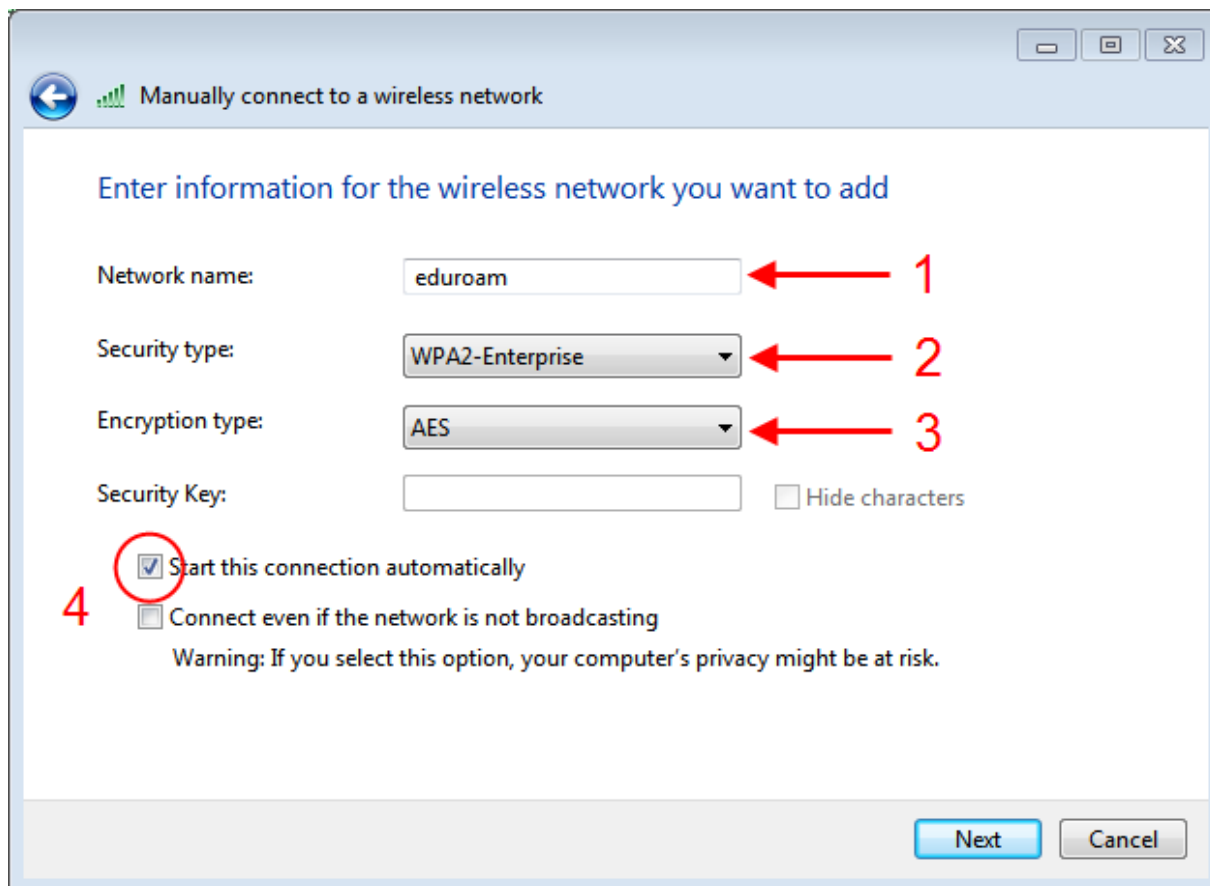 Manually connect to a wireless network
Enter information for the wireless network you want to add
Network name: eduroam 1
Security type: WPA2-Enterprise 2
Encryption type: AES 3
Security Key: Hide characters
Start this connection automatically
4 Connect even if the network is not broadcasting
Warning: If you select this option, your computer's privacy might be at risk.
Next Cancel